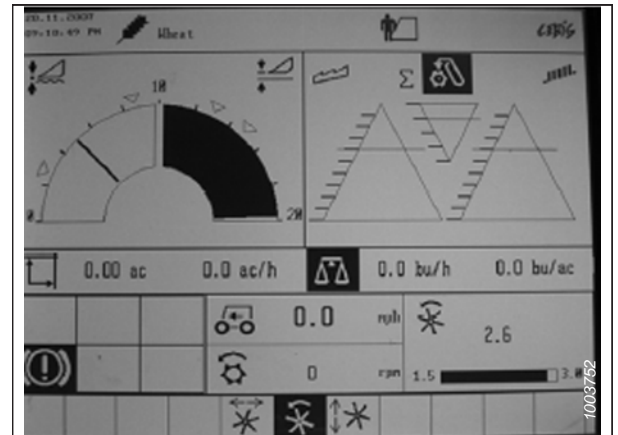 20.11.2007
09:10:49 PM
Wheat
CEBIS
10
Σ
0
20
0.00 ac
0.0 ac/h
0.0 bu/h
0.0 bu/ac
0.0
mph
2.6
0
rpm
1.5
3.0
1003752